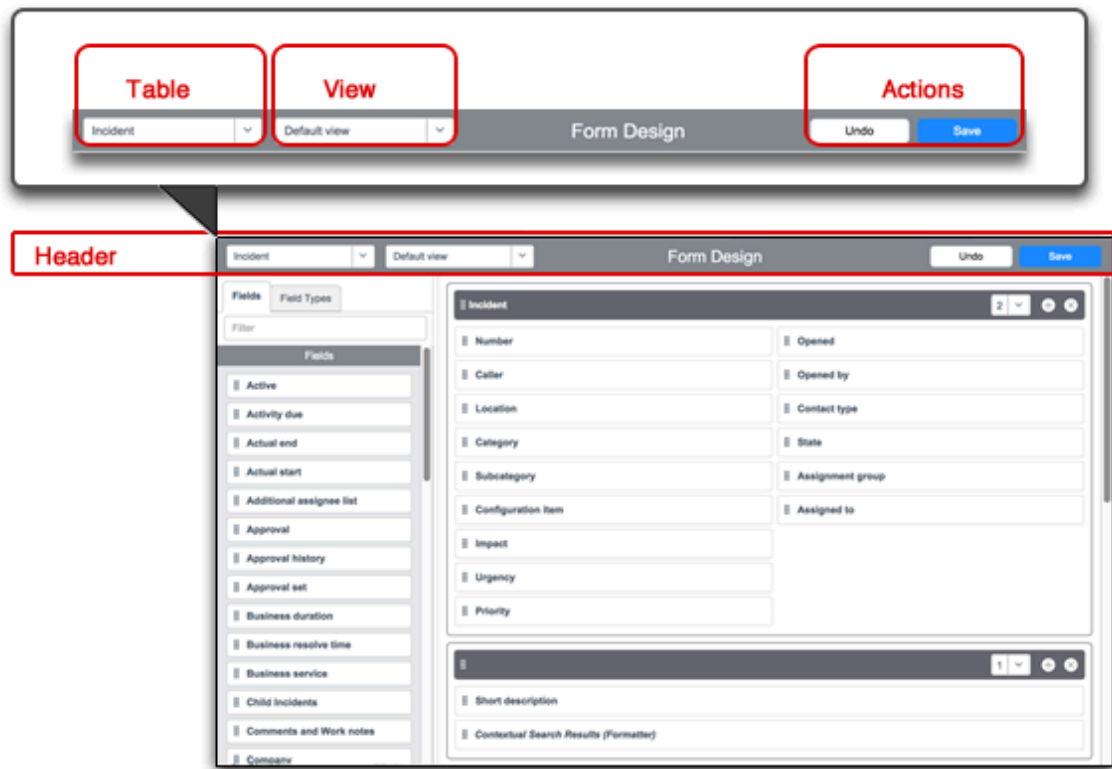 Table View Actions
Incident Default view Form Design Undo Save
Header
Incident Default view Form Design Undo Save
Fields Field Types
Filter
Fields
Active
Activity due
Actual end
Actual start
Additional assignee list
Approval
Approval history
Approval set
Business duration
Business resolve time
Business service
Child Incidents
Comments and Work notes
Company
Incident 2
Number Opened
Caller Opened by
Location Contact type
Category State
Subcategory Assignment group
Configuration item Assigned to
Impact
Urgency
Priority
1
Short description
Contextual Search Results (Formatter)